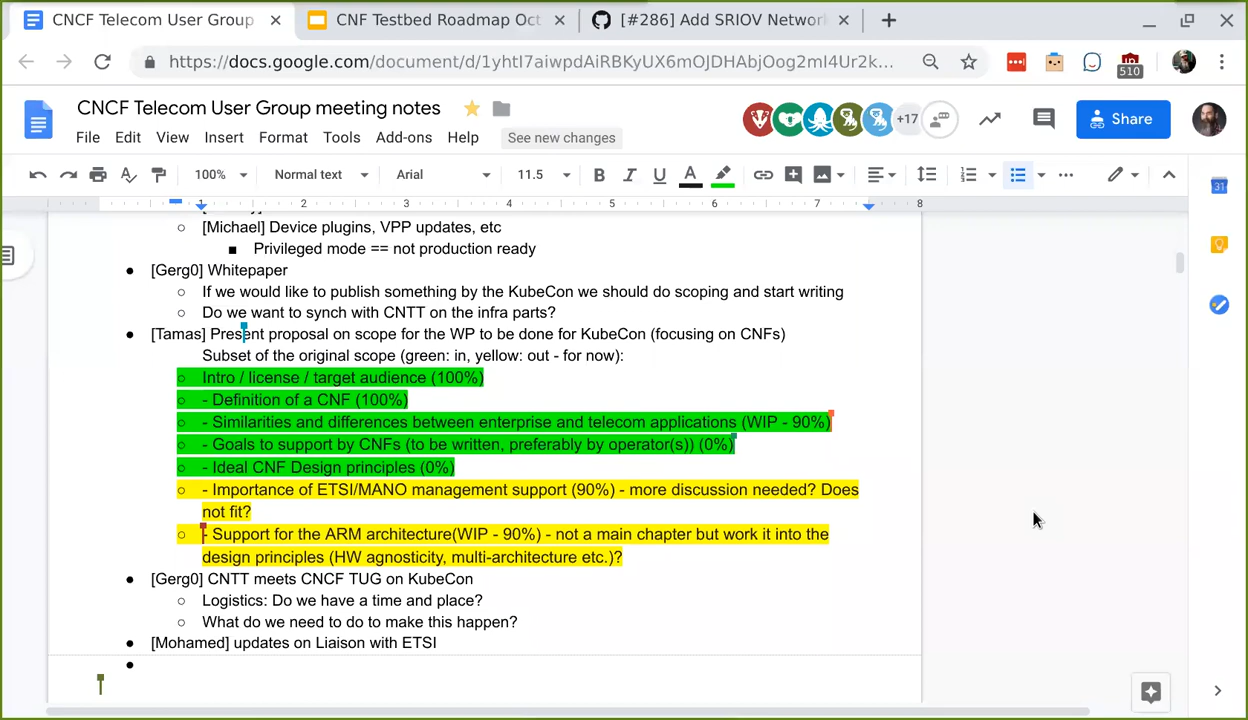 CNCF Telecom User Group
CNF Testbed Roadmap Oct
[#286] Add SRIOV Network
https://docs.google.com/document/d/1yhtI7aiwpdAiRBKyUX6mOJDHAbjOog2mI4Ur2k...
510
CNCF Telecom User Group meeting notes
+17
Share
File Edit View Insert Format Tools Add-ons Help See new changes
100% Normal text Arial 11.5 B I U A
1 2 3 4 5 6 7 8
31
○ [Michael] Device plugins, VPP updates, etc
■ Privileged mode == not production ready
● [Gerg0] Whitepaper
○ If we would like to publish something by the KubeCon we should do scoping and start writing
○ Do we want to synch with CNTT on the infra parts?
● [Tamas] Present proposal on scope for the WP to be done for KubeCon (focusing on CNFs)
Subset of the original scope (green: in, yellow: out - for now):
○ Intro / license / target audience (100%)
○ - Definition of a CNF (100%)
○ - Similarities and differences between enterprise and telecom applications (WIP - 90%)
○ - Goals to support by CNFs (to be written, preferably by operator(s)) (0%)
○ - Ideal CNF Design principles (0%)
○ - Importance of ETSI/MANO management support (90%) - more discussion needed? Does
not fit?
○ - Support for the ARM architecture(WIP - 90%) - not a main chapter but work it into the
design principles (HW agnosticity, multi-architecture etc.)?
● [Gerg0] CNTT meets CNCF TUG on KubeCon
○ Logistics: Do we have a time and place?
○ What do we need to do to make this happen?
● [Mohamed] updates on Liaison with ETSI
●